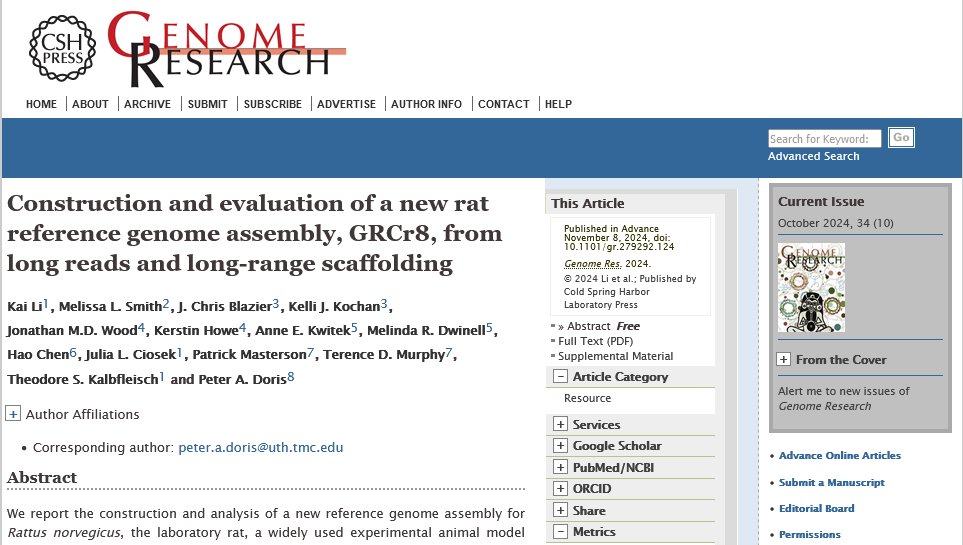 CSH
PRESS
GENOME
RESEARCH
HOME
ABOUT
ARCHIVE
SUBMIT
SUBSCRIBE
ADVERTISE
AUTHOR INFO
CONTACT
HELP
Search for Keyword:
Go
Advanced Search
Construction and evaluation of a new rat
reference genome assembly, GRCr8, from
long reads and long-range scaffolding
Kai Li1, Melissa L. Smith2, J. Chris Blazier3, Kelli J. Kochan3,
Jonathan M.D. Wood4, Kerstin Howe4, Anne E. Kwitek5, Melinda R. Dwinell5,
Hao Chen6, Julia L. Ciosek1, Patrick Masterson7, Terence D. Murphy7,
Theodore S. Kalbfleisch1 and Peter A. Doris8
+ Author Affiliations
• Corresponding author: peter.a.doris@uth.tmc.edu
Abstract
We report the construction and analysis of a new reference genome assembly for
Rattus norvegicus, the laboratory rat, a widely used experimental animal model
This Article
Published in Advance
November 8, 2024, doi:
10.1101/gr.279292.124
Genome Res. 2024.
© 2024 Li et al.; Published by
Cold Spring Harbor
Laboratory Press
» Abstract Free
Full Text (PDF)
Supplemental Material
− Article Category
Resource
+ Services
+ Google Scholar
+ PubMed/NCBI
+ ORCID
+ Share
− Metrics
Current Issue
October 2024, 34 (10)
GENOME
RESEARCH
+ From the Cover
Alert me to new issues of
Genome Research
• Advance Online Articles
• Submit a Manuscript
• Editorial Board
• Permissions